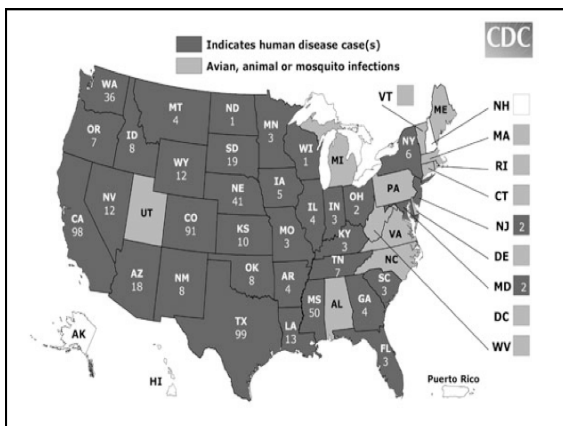 Indicates human disease case(s)
CDC
Avian, animal or mosquito infections
VT
WA
36
MT
4
ND
1
MN
3
ME
NH
OR
7
ID
8
SD
19
WI
1
MI
NY
6
MA
WY
12
RI
NV
12
NE
41
IA
5
PA
CT
UT
IL
4
IN
3
OH
2
NJ 2
CA
98
CO
91
KS
10
MO
3
KY
3
VA
DE
NC
MD 2
TN
7
AZ
18
NM
8
OK
8
AR
4
SC
3
DC
MS
50
AL
GA
4
WV
TX
99
LA
13
FL
3
AK
HI
Puerto Rico